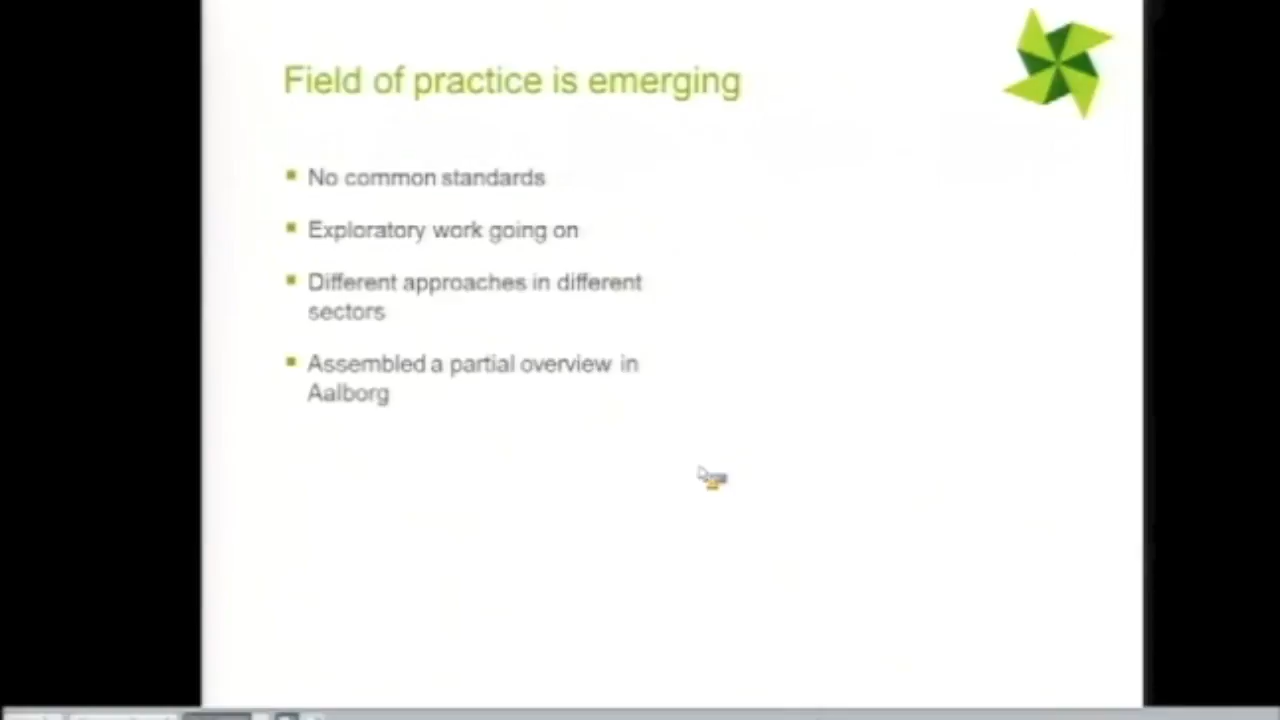 Field of practice is emerging
No common standards
Exploratory work going on
Different approaches in different
sectors
Assembled a partial overview in
Aalborg